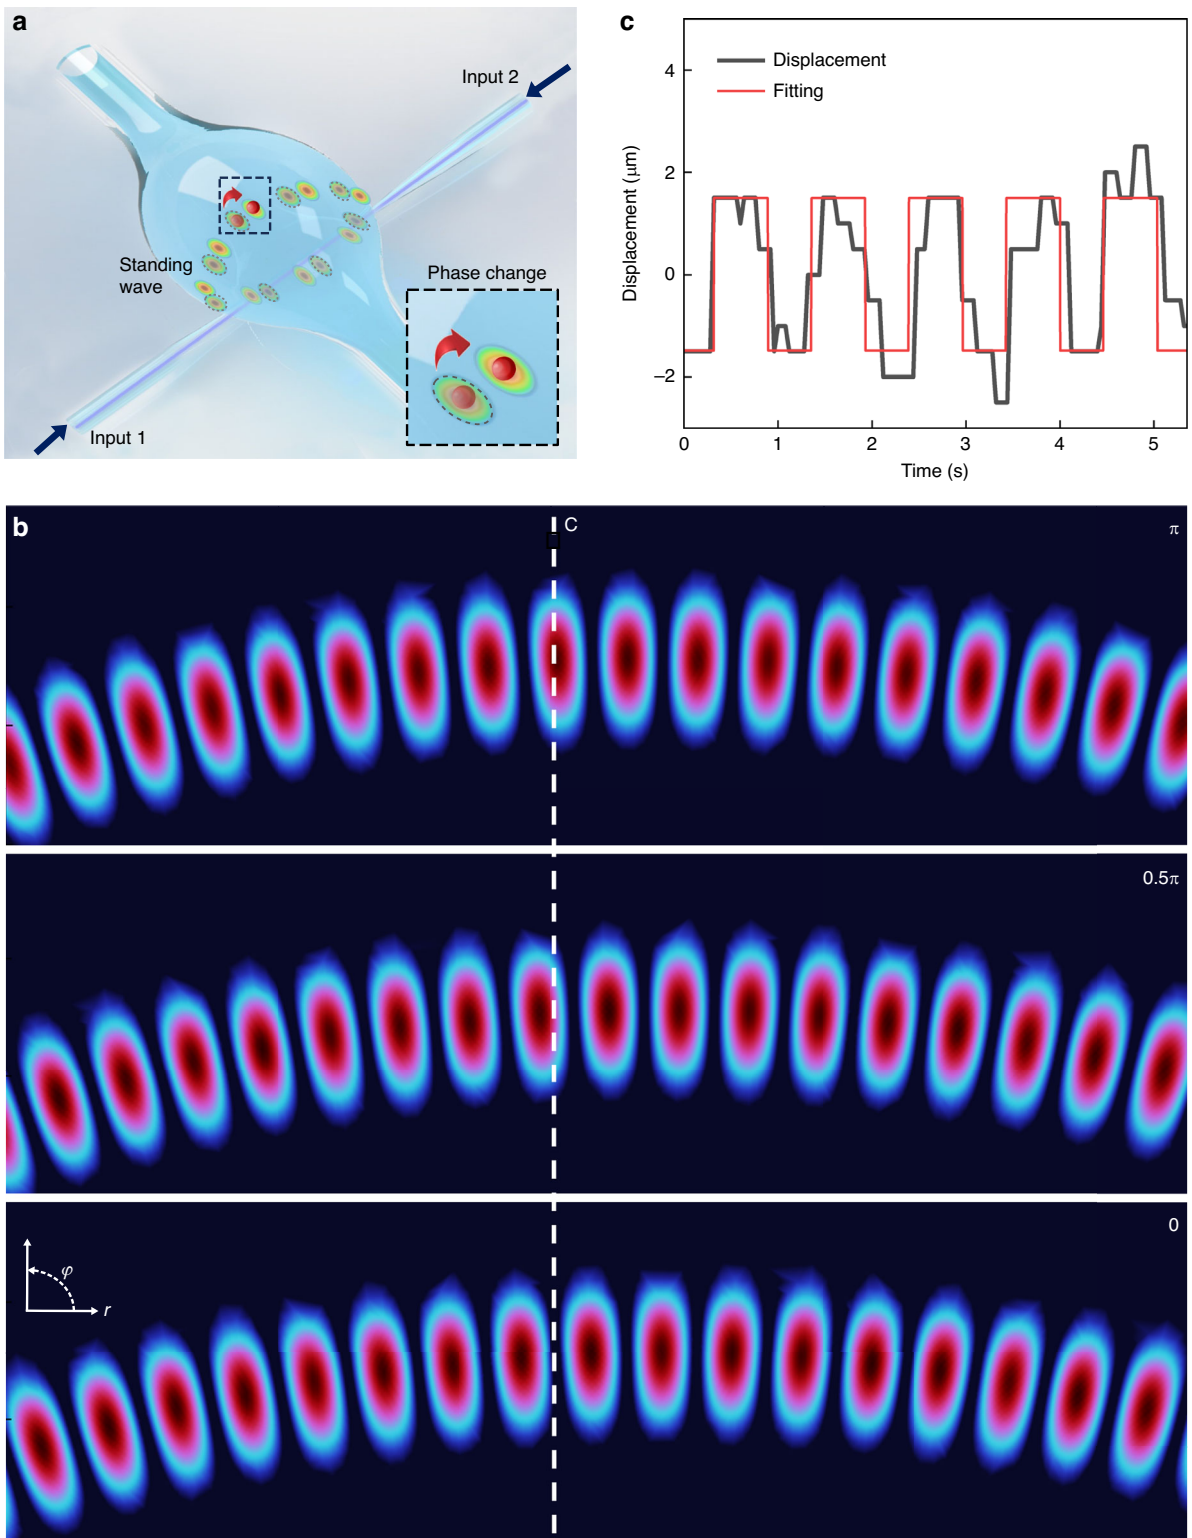 a
Input 2
Standing
wave
Phase change
Input 1
c
Displacement
Fitting
Displacement (μm)
4
2
0
−2
0
1
2
3
4
5
Time (s)
b
C
π
0.5π
0
φ
r